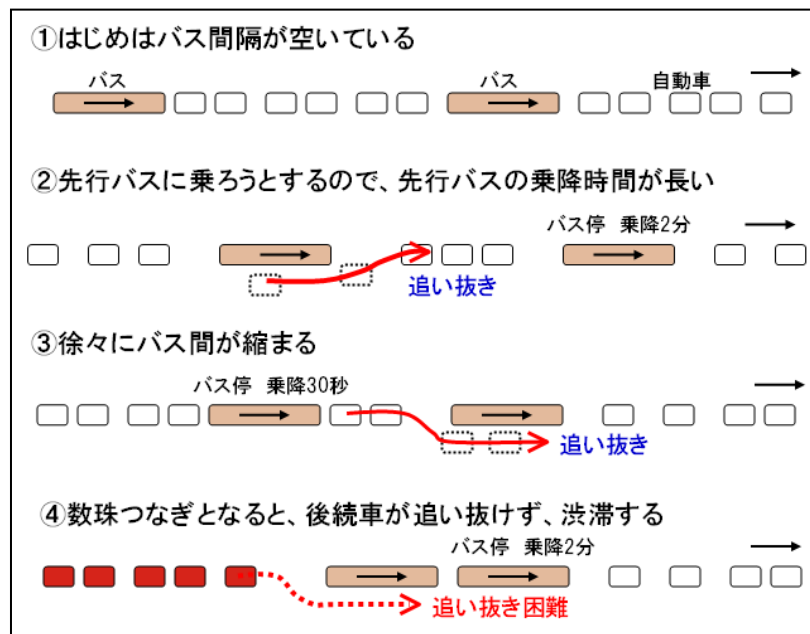 ①はじめはバス間隔が空いている
バス
バス
自動車
②先行バスに乗ろうとするので、先行バスの乗降時間が長い
バス停 乗降2分
追い抜き
③徐々にバス間が縮まる
バス停 乗降30秒
追い抜き
④数珠つなぎとなると、後続車が追い抜けず、渋滞する
バス停 乗降2分
追い抜き困難